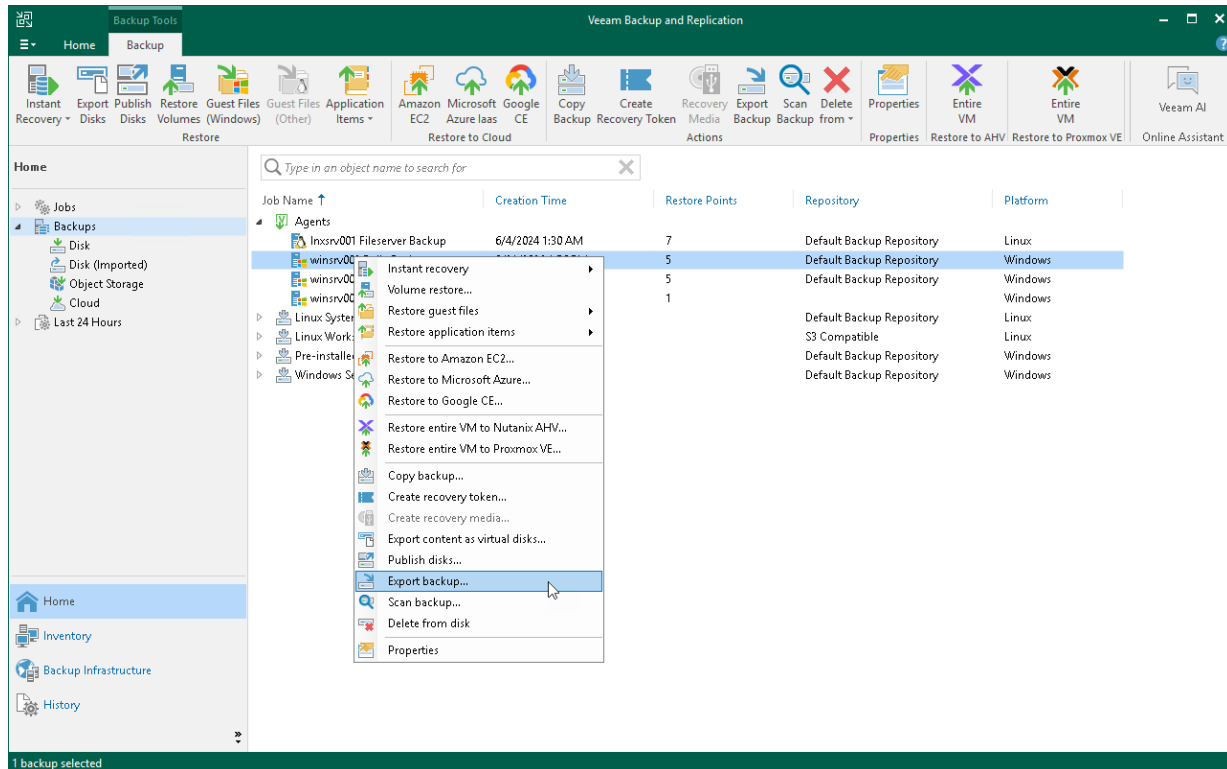 Backup Tools
Veeam Backup and Replication
Home Backup
Instant Recovery
Export Disks
Publish Disks
Restore Volumes
Guest Files (Windows)
Guest Files (Other)
Application Items
Amazon EC2
Microsoft Azure Iaas
Google CE
Copy Backup
Create Recovery Token
Recovery Media
Export Backup
Scan Backup
Delete from
Properties
Entire VM
Entire VM
Veeam AI
Restore
Restore to Cloud
Actions
Properties
Restore to AHV
Restore to Proxmox VE
Online Assistant
Home
Jobs
Backups
Disk
Disk (Imported)
Object Storage
Cloud
Last 24 Hours
Type in an object name to search for
Job Name Creation Time Restore Points Repository Platform
Agents
lnxsrv001 Fileserver Backup 6/4/2024 1:30 AM 7 Default Backup Repository Linux
5 Default Backup Repository Windows
5 Default Backup Repository Windows
1 Windows
Linux Default Backup Repository Linux
Linux S3 Compatible Linux
Default Backup Repository Windows
Windows Default Backup Repository Windows
Instant recovery
Volume restore...
Restore guest files
Restore application items
Restore to Amazon EC2...
Restore to Microsoft Azure...
Restore to Google CE...
Restore entire VM to Nutanix AHV...
Restore entire VM to Proxmox VE...
Copy backup...
Create recovery token...
Create recovery media...
Export content as virtual disks...
Publish disks...
Export backup...
Scan backup...
Delete from disk
Properties
Home
Inventory
Backup Infrastructure
History
1 backup selected